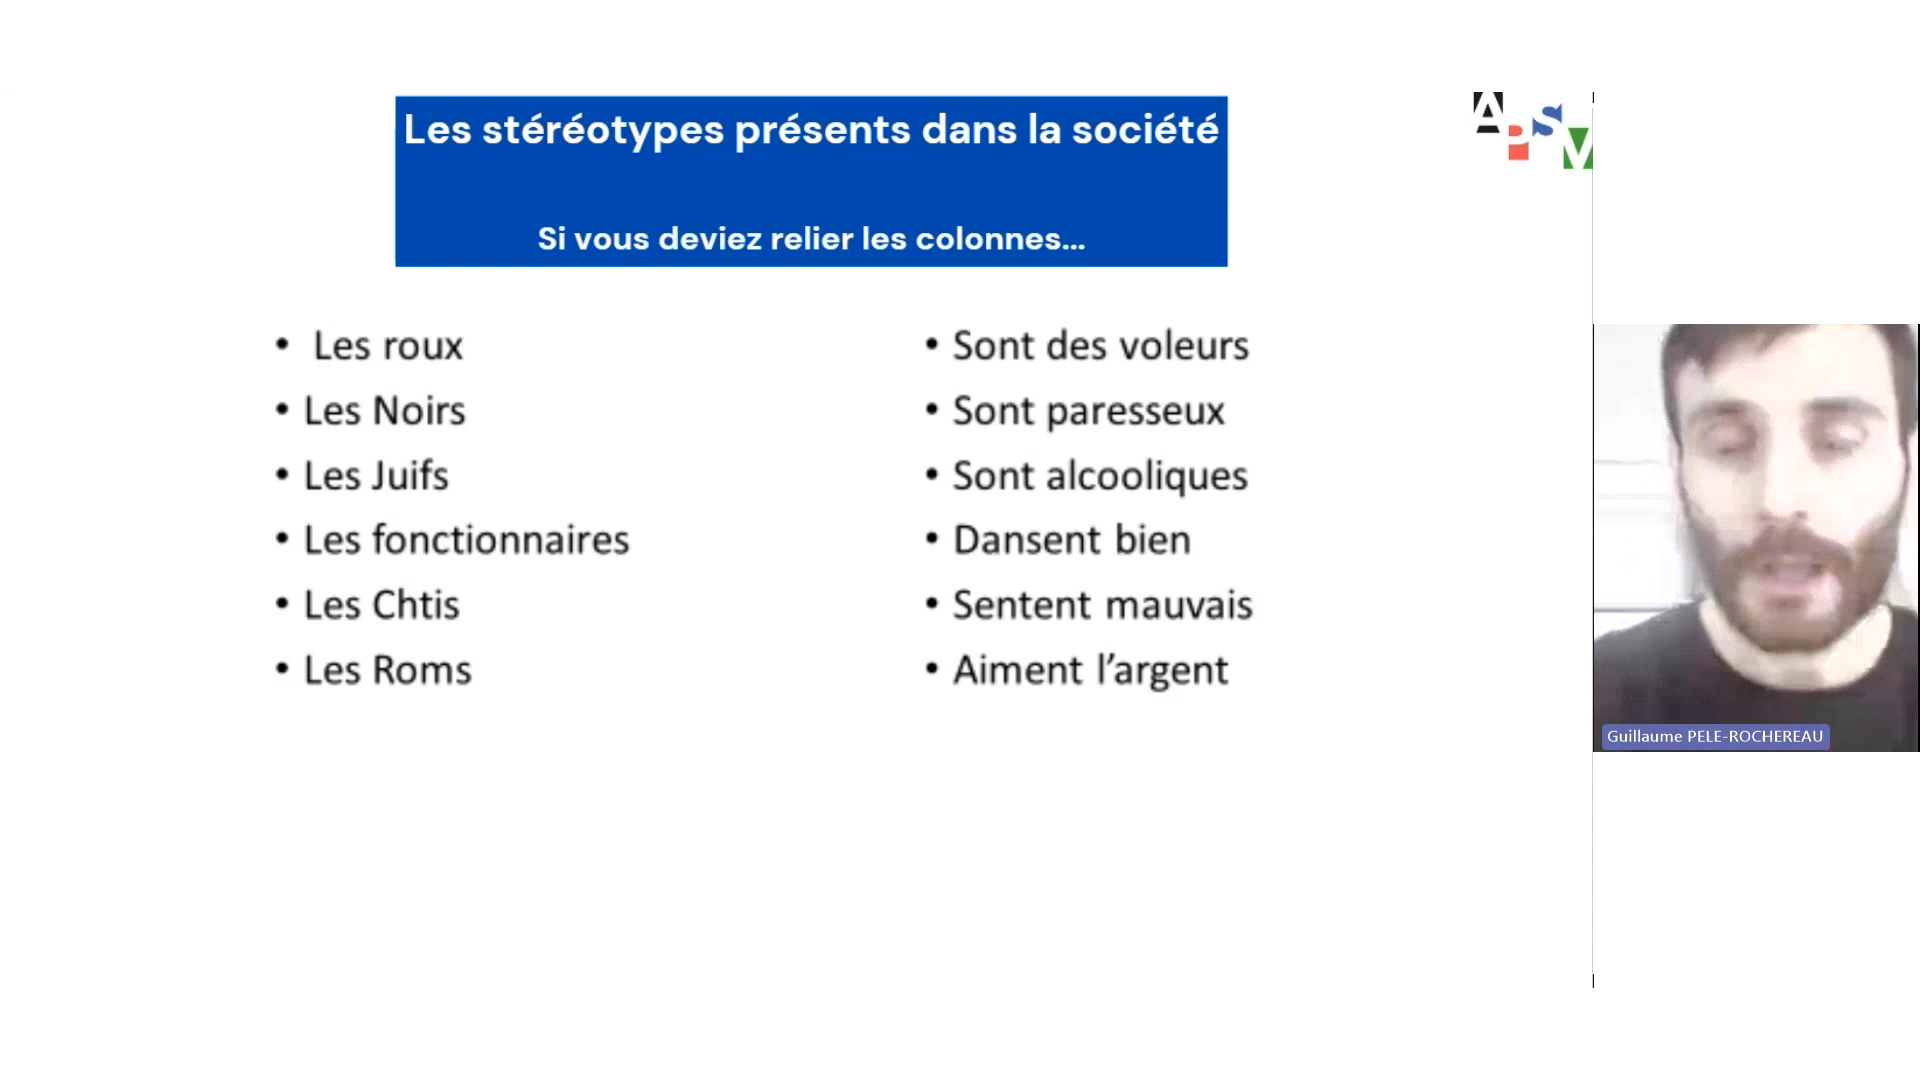 Les stéréotypes présents dans la société
APSV
Si vous deviez relier les colonnes...
• Les roux
• Les Noirs
• Les Juifs
• Les fonctionnaires
• Les Chtis
• Les Roms
• Sont des voleurs
• Sont paresseux
• Sont alcooliques
• Dansent bien
• Sentent mauvais
• Aiment l’argent
Guillaume PELE-ROCHEREAU